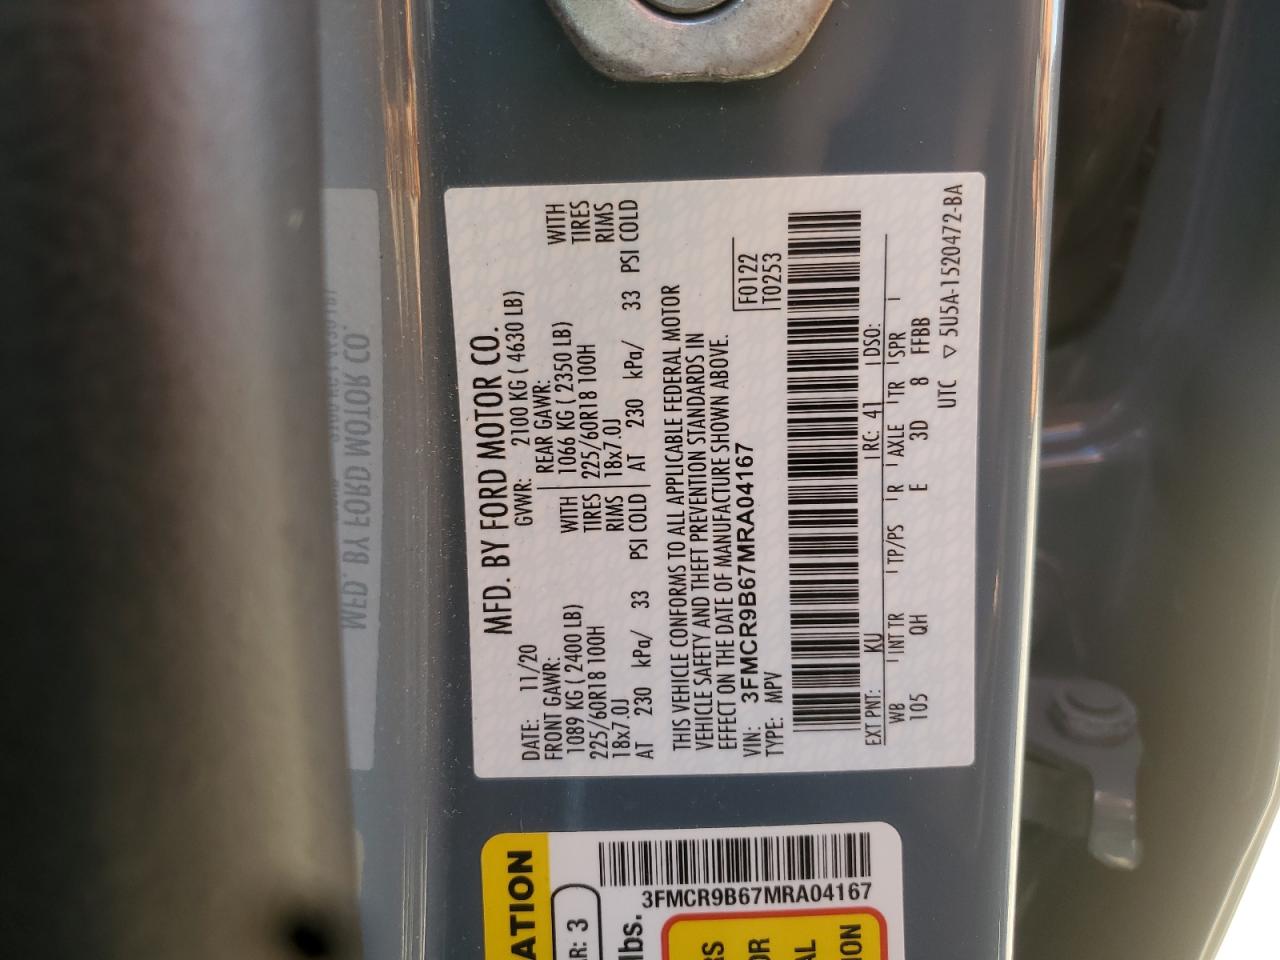 MFD. BY FORD MOTOR CO.
DATE: 11/20 GVWR: 2100 KG ( 4630 LB)
FRONT GAWR: REAR GAWR:
1089 KG ( 2400 LB) WITH 1066 KG ( 2350 LB) WITH
225/60R18 100H TIRES 225/60R18 100H TIRES
18x7.0J RIMS 18x7.0J RIMS
AT 230 kPa/ 33 PSI COLD AT 230 kPa/ 33 PSI COLD
THIS VEHICLE CONFORMS TO ALL APPLICABLE FEDERAL MOTOR
VEHICLE SAFETY AND THEFT PREVENTION STANDARDS IN
EFFECT ON THE DATE OF MANUFACTURE SHOWN ABOVE.
VIN: 3FMCR9B67MRA04167 F0122
TYPE: MPV T0253
EXT PNT: KU RC: 41 DSO:
WB INT TR TP/PS R AXLE TR SPR
105 QH E 3D 8 FFBB
UTC ▽ 5U5A-1520472-BA
ATION
R: 3
3FMCR9B67MRA04167
lbs.
RS
OR
AL
ION
MFD. BY FORD MOTOR CO.